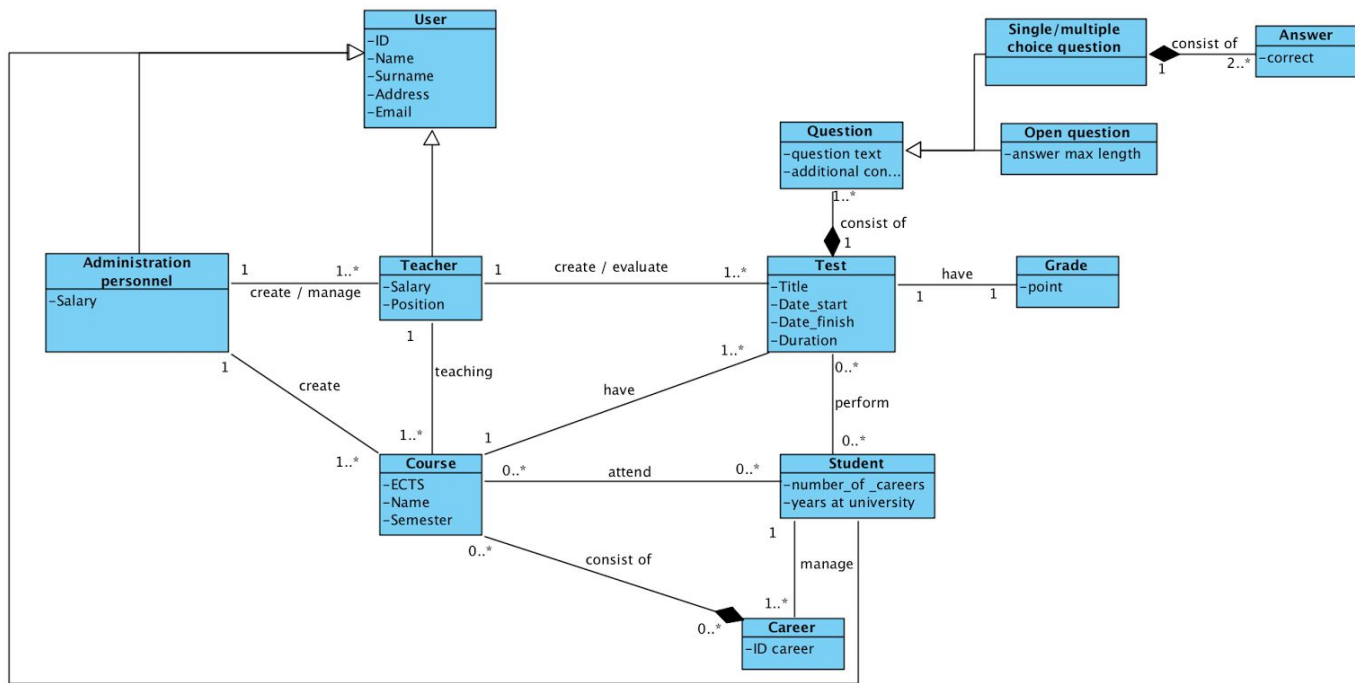 User
-ID
-Name
-Surname
-Address
-Email
Single/multiple
choice question
consist of
1
2..*
Answer
-correct
Question
-question text
-additional con...
Open question
-answer max length
1..*
consist of
1
Administration
personnel
-Salary
1
1..*
create / manage
Teacher
-Salary
-Position
1
create / evaluate
1..*
Test
-Title
-Date_start
-Date_finish
-Duration
have
1
1
Grade
-point
1
create
1..*
1
teaching
1..*
1..*
have
1
0..*
perform
0..*
Course
-ECTS
-Name
-Semester
0..*
attend
0..*
Student
-number_of _careers
-years at university
0..*
consist of
0..*
1
manage
1..*
Career
-ID career